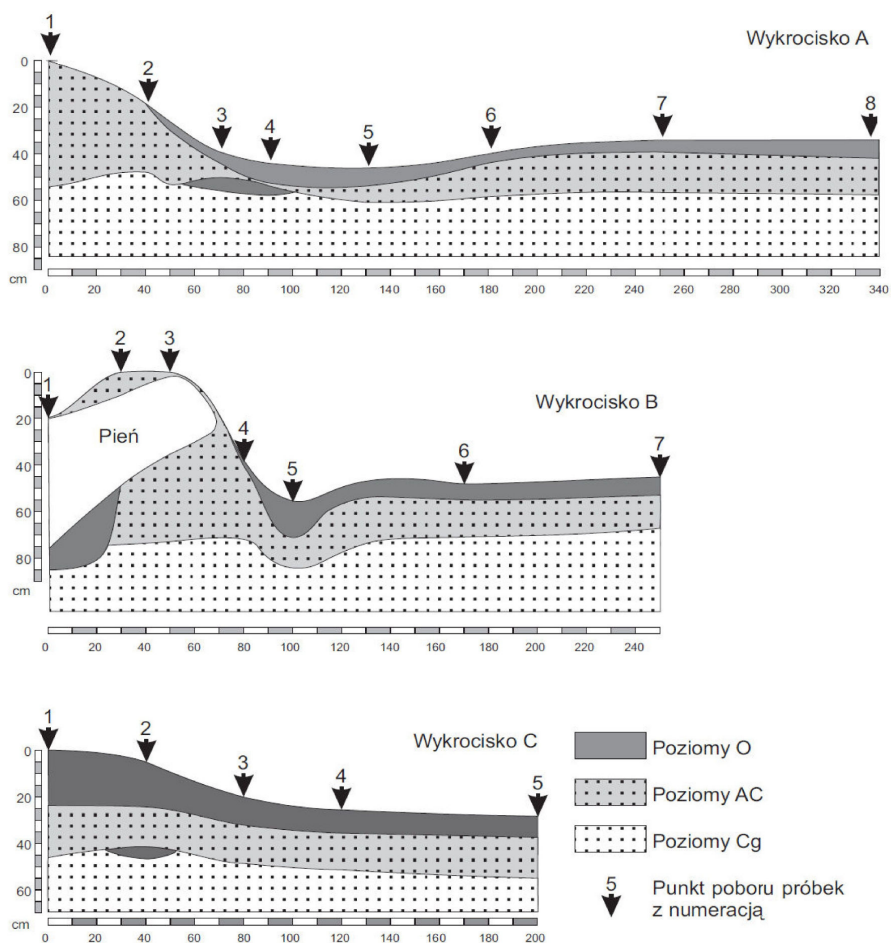 1
Wykrocisko A
2
3
4
5
6
7
8
0
20
40
60
80
cm
0 20 40 60 80 100 120 140 160 180 200 220 240 260 280 300 320 340
2 3
1
Wykrocisko B
Pień
4
5
6
7
0
20
40
60
80
cm
0 20 40 60 80 100 120 140 160 180 200 220 240
1
2
Wykrocisko C
3
4
5
0
20
40
60
cm
0 20 40 60 80 100 120 140 160 180 200
Poziomy O
Poziomy AC
Poziomy Cg
5 Punkt poboru próbek
z numeracją